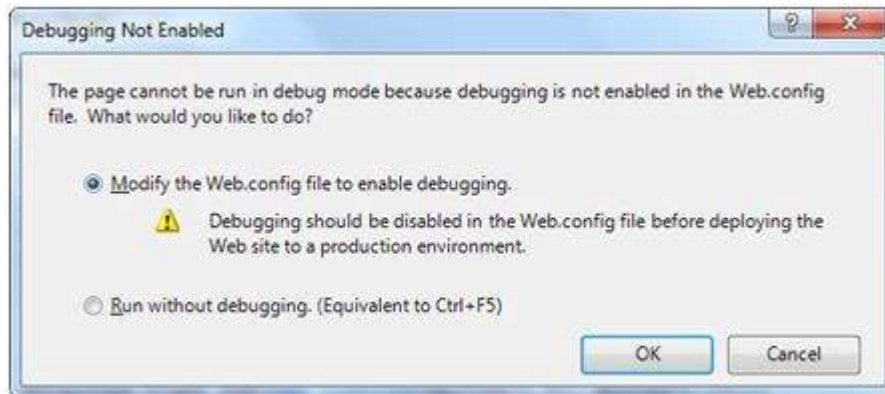 Debugging Not Enabled
The page cannot be run in debug mode because debugging is not enabled in the Web.config
file. What would you like to do?
Modify the Web.config file to enable debugging.
Debugging should be disabled in the Web.config file before deploying the
Web site to a production environment.
Run without debugging. (Equivalent to Ctrl+F5)
OK
Cancel